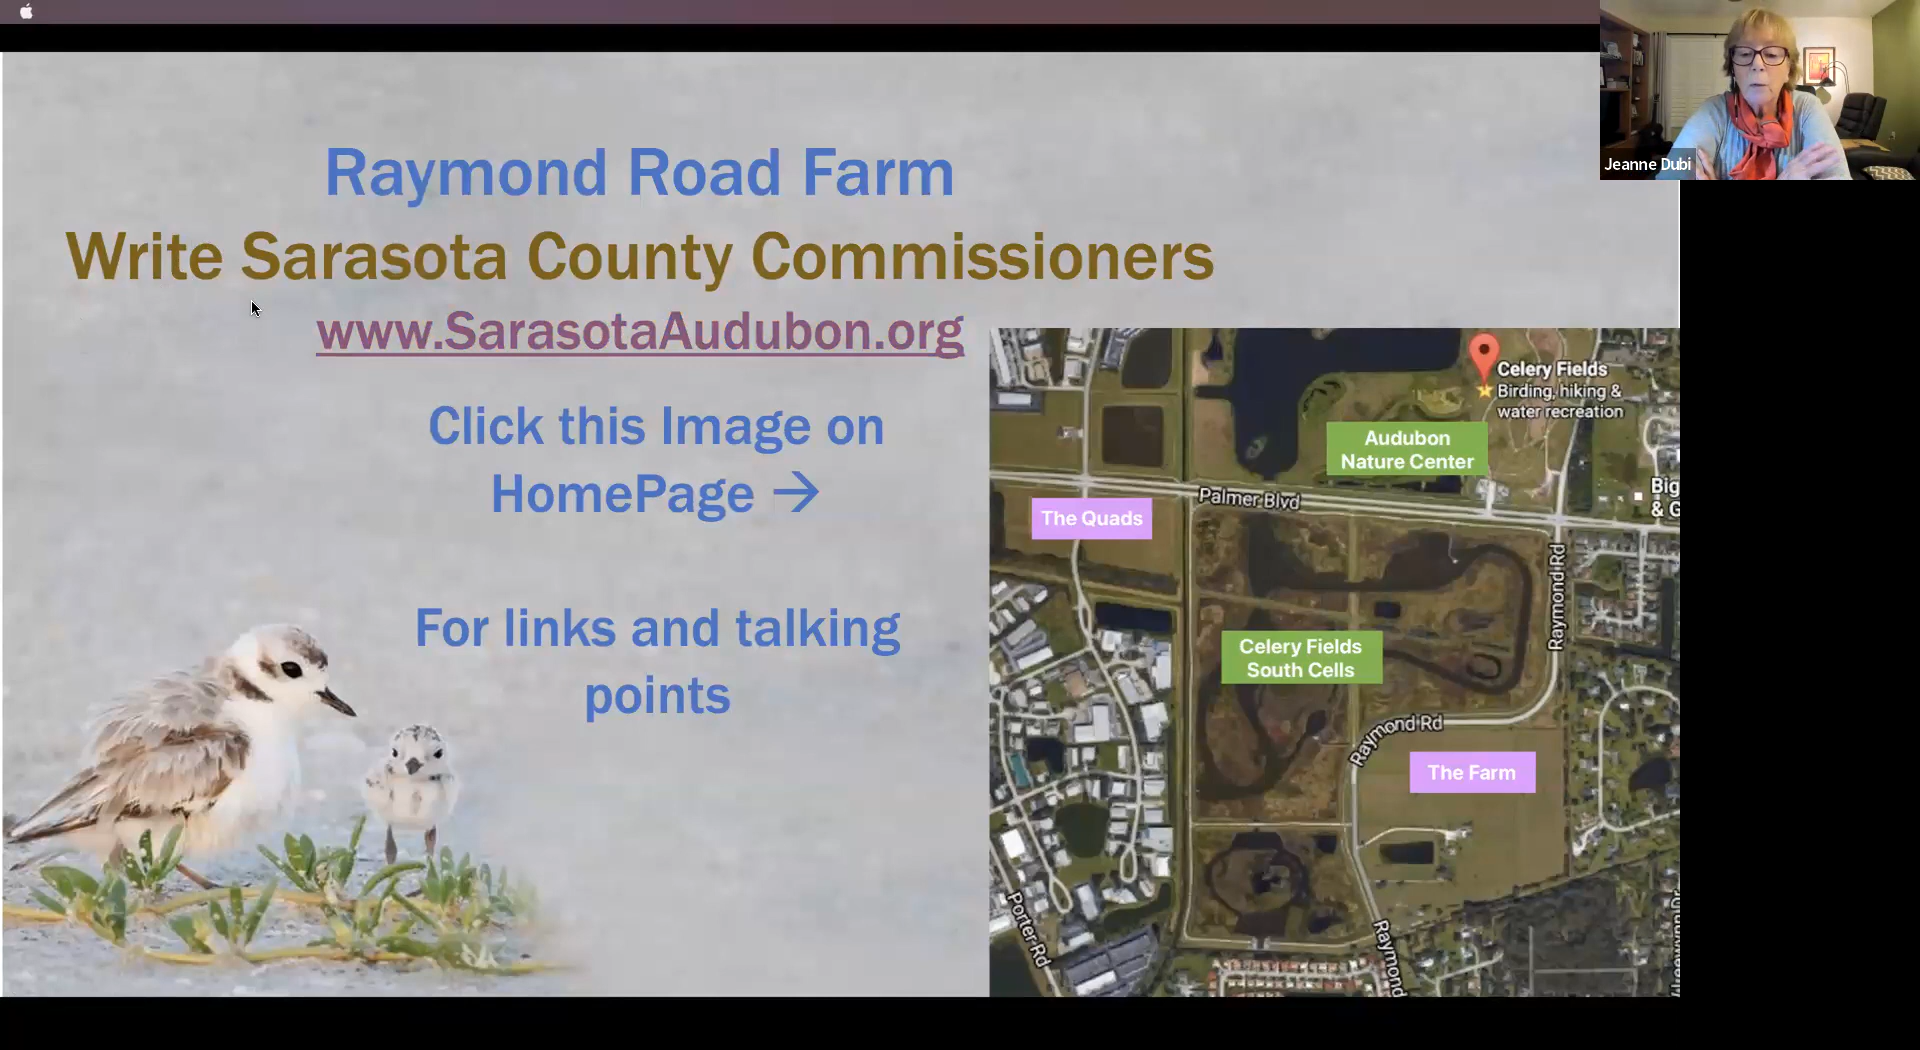 Jeanne Dubi
Raymond Road Farm
Write Sarasota County Commissioners
www.SarasotaAudubon.org
Click this Image on
HomePage →
For links and talking
points
Celery Fields
Birding, hiking &
water recreation
Audubon
Nature Center
Big
& G
Palmer Blvd
The Quads
Raymond Rd
Celery Fields
South Cells
Raymond Rd
The Farm
Porter Rd
Raymond